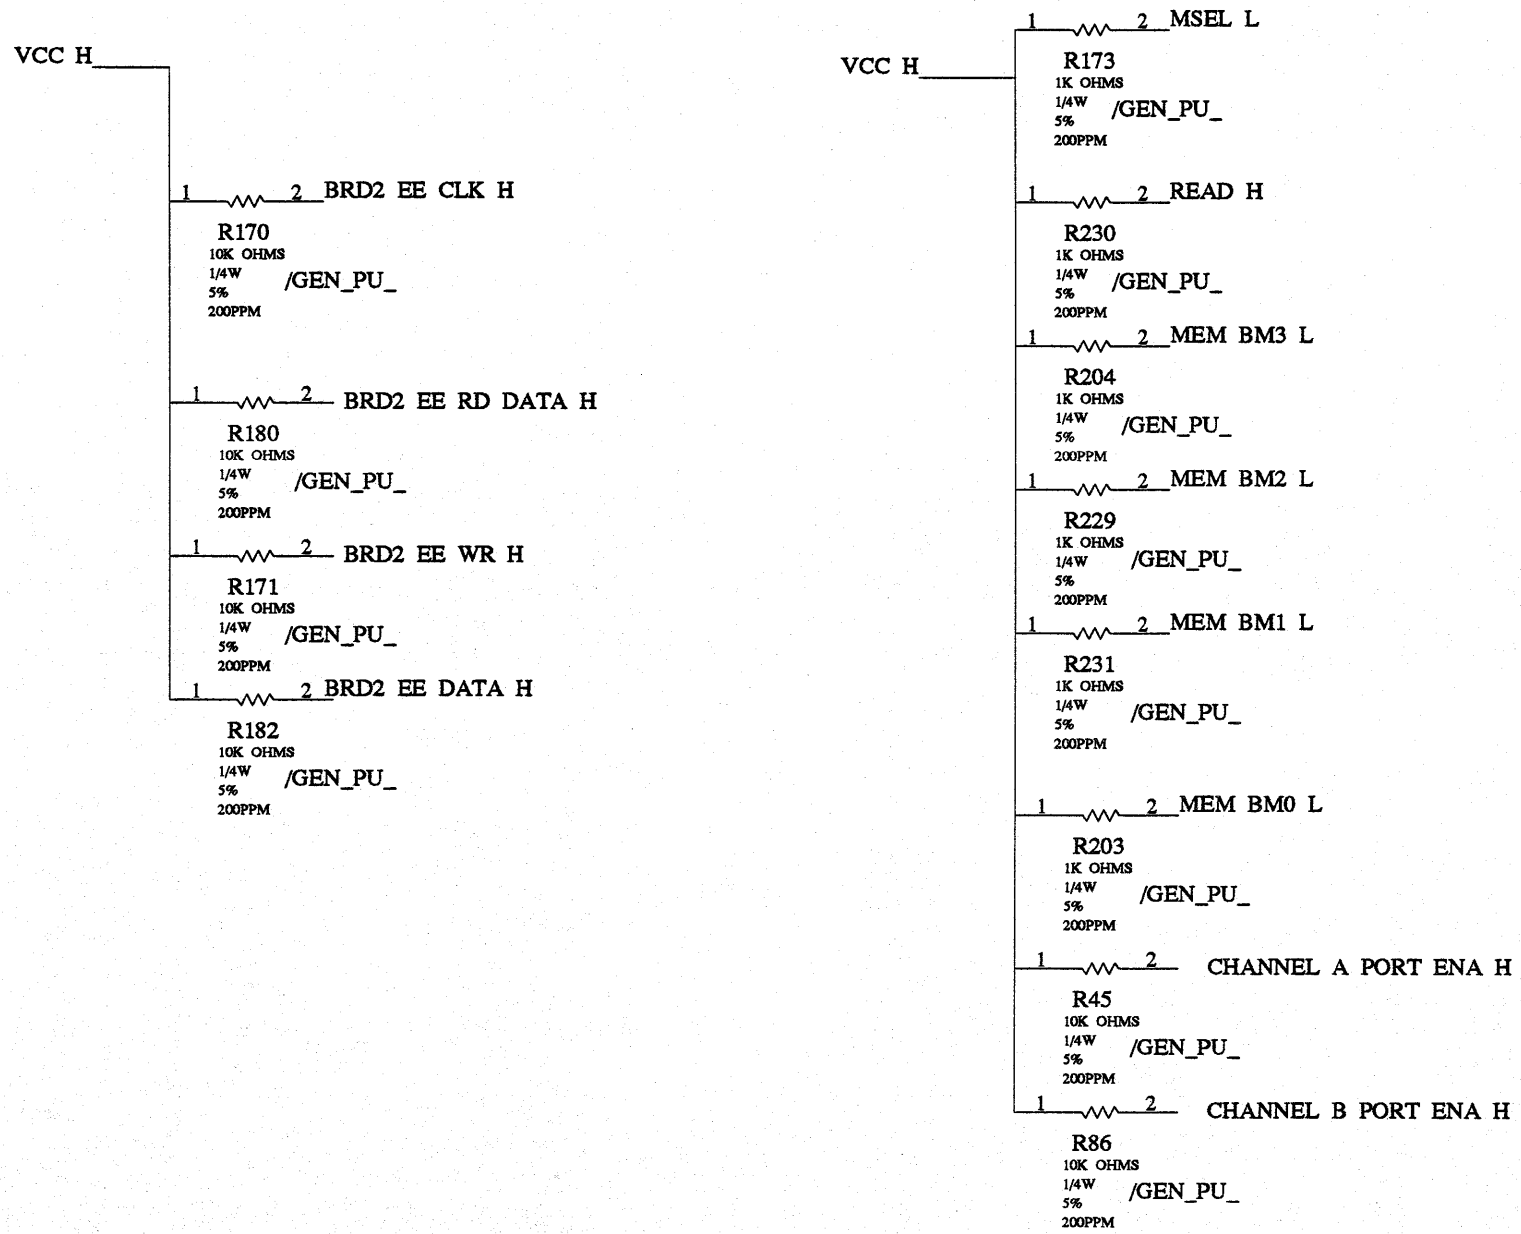 VCC H
1 2 BRD2 EE CLK H
R170
10K OHMS
1/4W
5%
200PPM
/GEN_PU_
1 2 BRD2 EE RD DATA H
R180
10K OHMS
1/4W
5%
200PPM
/GEN_PU_
1 2 BRD2 EE WR H
R171
10K OHMS
1/4W
5%
200PPM
/GEN_PU_
1 2 BRD2 EE DATA H
R182
10K OHMS
1/4W
5%
200PPM
/GEN_PU_
VCC H
1 2 MSEL L
R173
1K OHMS
1/4W
5%
200PPM
/GEN_PU_
1 2 READ H
R230
1K OHMS
1/4W
5%
200PPM
/GEN_PU_
1 2 MEM BM3 L
R204
1K OHMS
1/4W
5%
200PPM
/GEN_PU_
1 2 MEM BM2 L
R229
1K OHMS
1/4W
5%
200PPM
/GEN_PU_
1 2 MEM BM1 L
R231
1K OHMS
1/4W
5%
200PPM
/GEN_PU_
1 2 MEM BM0 L
R203
1K OHMS
1/4W
5%
200PPM
/GEN_PU_
1 2 CHANNEL A PORT ENA H
R45
10K OHMS
1/4W
5%
200PPM
/GEN_PU_
1 2 CHANNEL B PORT ENA H
R86
10K OHMS
1/4W
5%
200PPM
/GEN_PU_